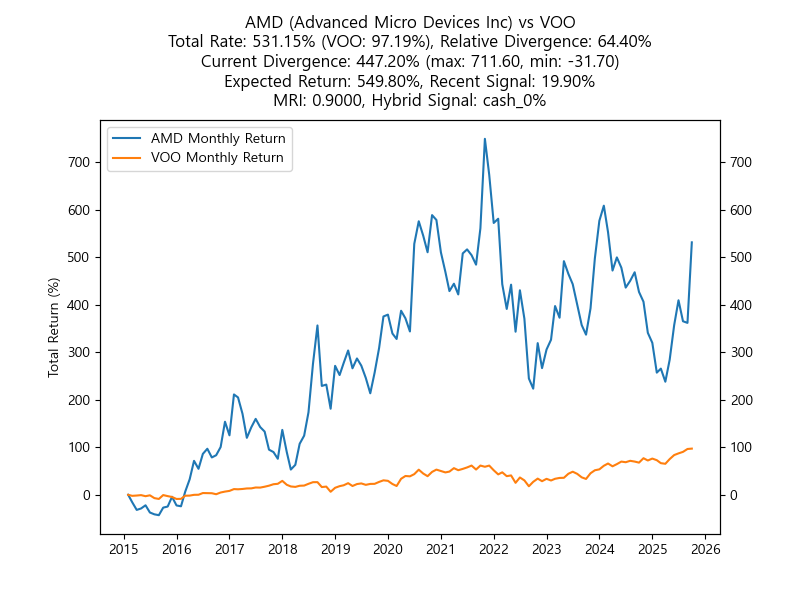 AMD (Advanced Micro Devices Inc) vs VOO
Total Rate: 531.15% (VOO: 97.19%), Relative Divergence: 64.40%
Current Divergence: 447.20% (max: 711.60, min: -31.70)
Expected Return: 549.80%, Recent Signal: 19.90%
MRI: 0.9000, Hybrid Signal: cash_0%
AMD Monthly Return
VOO Monthly Return
Total Return (%)
700 700
600 600
500 500
400 400
300 300
200 200
100 100
0 0
2015 2016 2017 2018 2019 2020 2021 2022 2023 2024 2025 2026